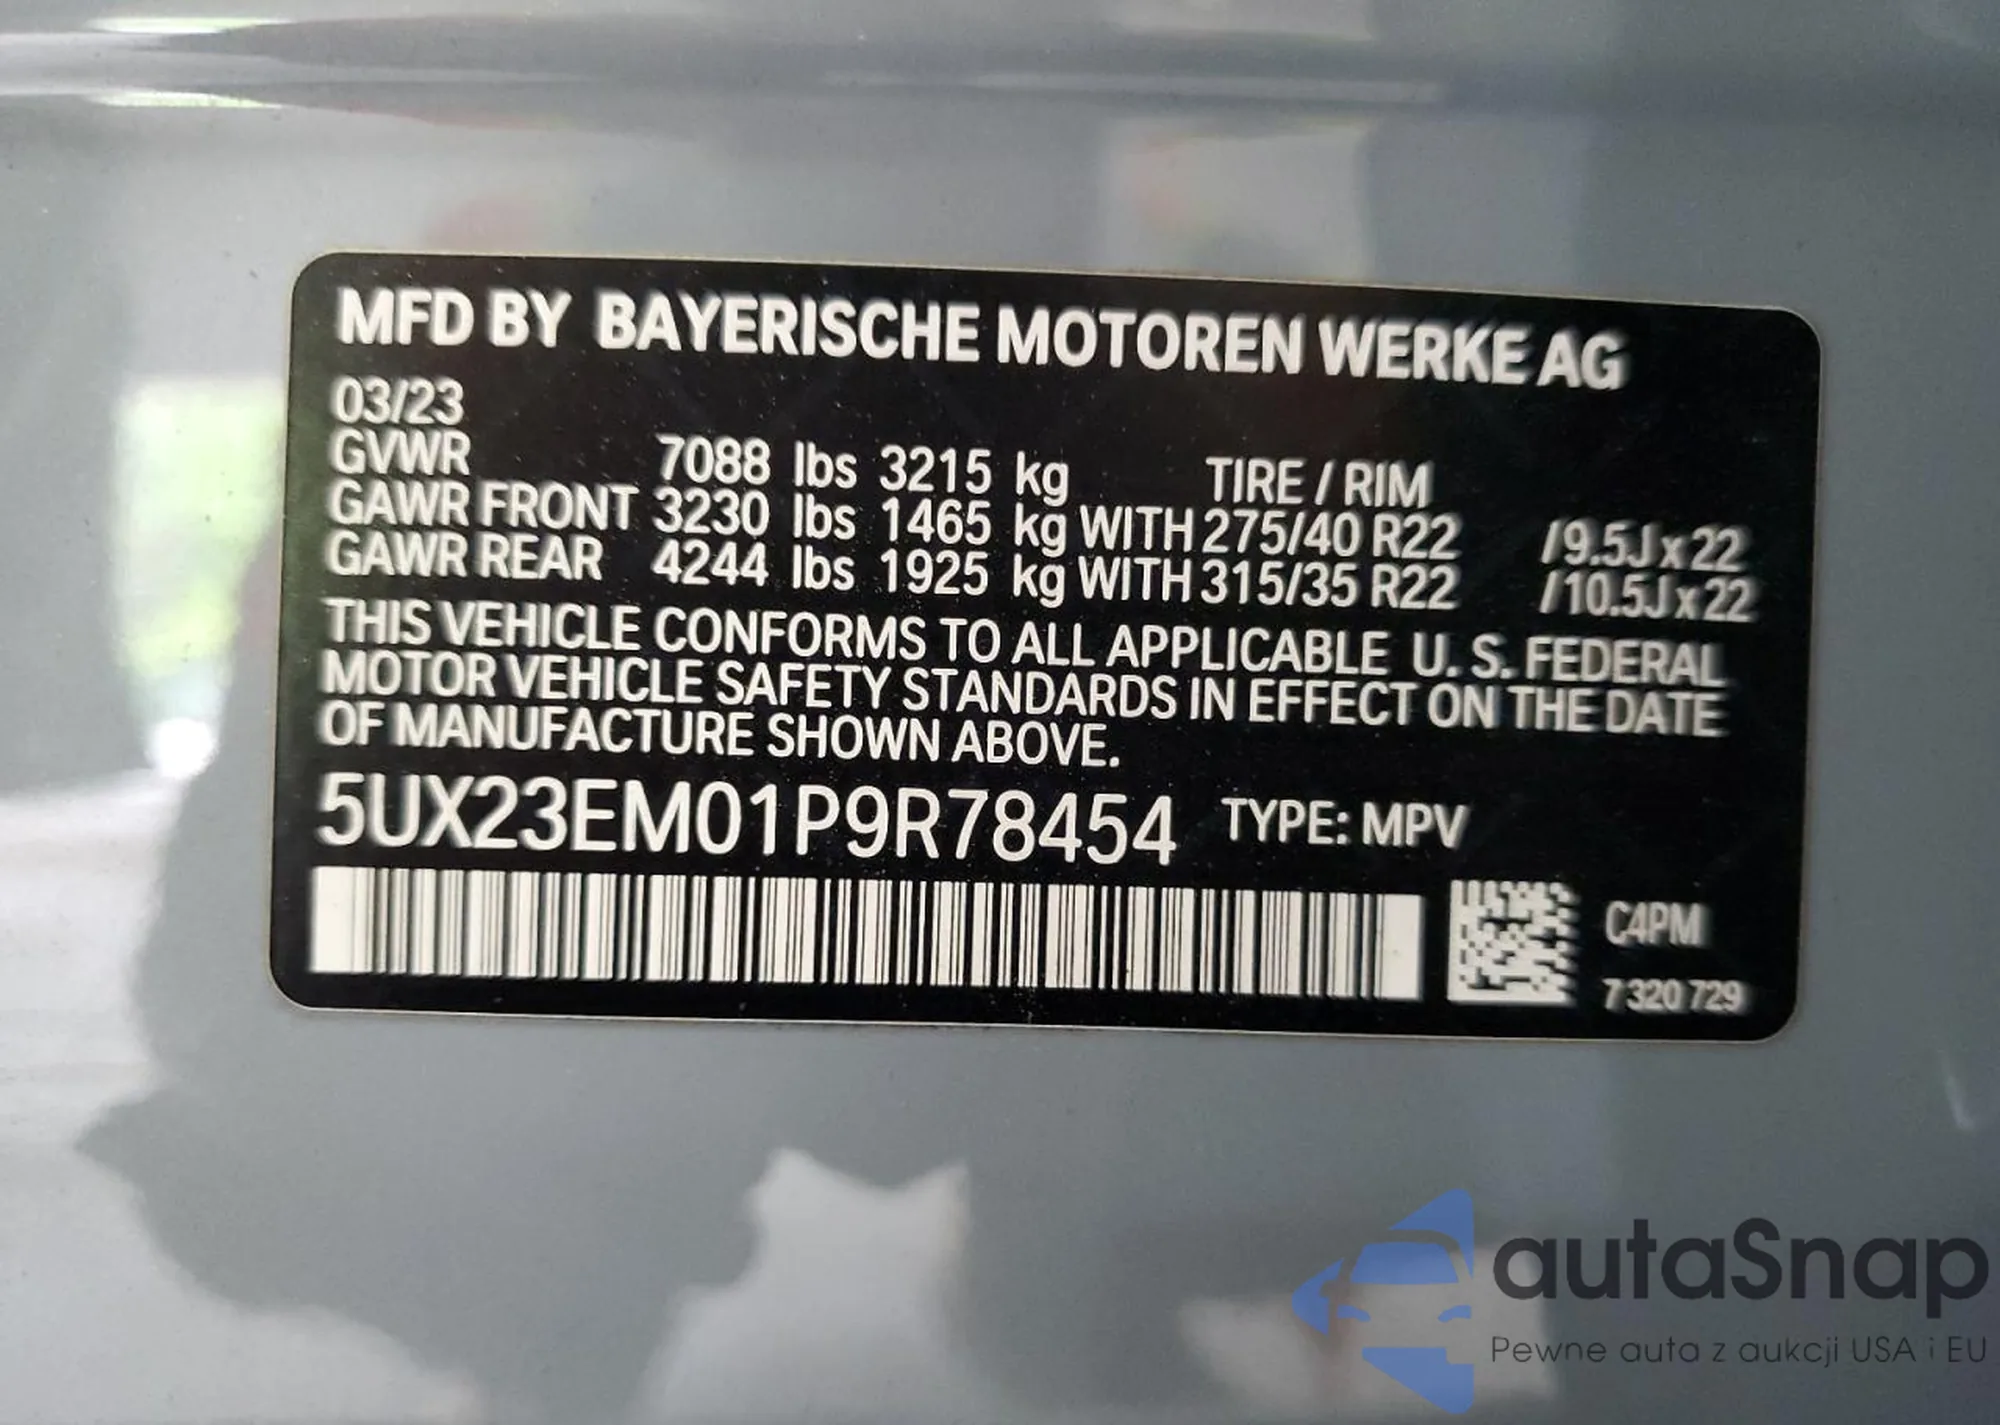 MFD BY BAYERISCHE MOTOREN WERKE AG
03/23
GVWR 7088 lbs 3215 kg TIRE / RIM
GAWR FRONT 3230 lbs 1465 kg WITH 275/40 R22 /9.5J x 22
GAWR REAR 4244 lbs 1925 kg WITH 315/35 R22 /10.5J x 22
THIS VEHICLE CONFORMS TO ALL APPLICABLE U. S. FEDERAL
MOTOR VEHICLE SAFETY STANDARDS IN EFFECT ON THE DATE
OF MANUFACTURE SHOWN ABOVE.
5UX23EM01P9R78454 TYPE: MPV
C4PM
7 320 729
autaSnap
Pewne auta z aukcji USA i EU